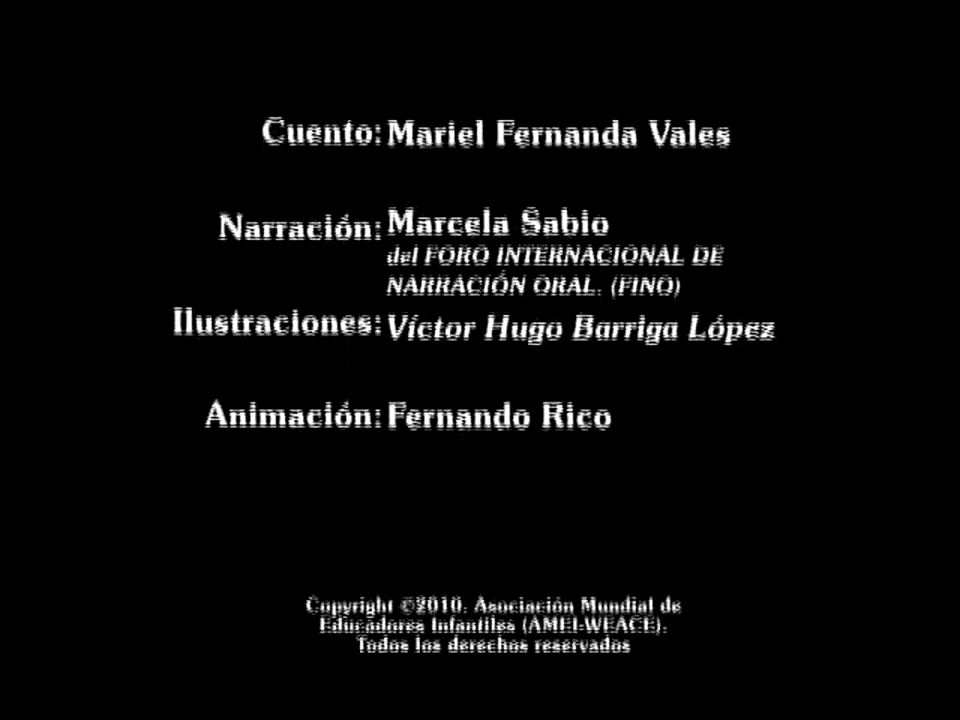 Cuento: Mariel Fernanda Vales
Narración: Marcela Sabio
del FORO INTERNACIONAL DE
NARRACIÓN ORAL. (FINO)
Ilustraciones: Víctor Hugo Barriga López
Animación: Fernando Rico
Copyright ©2010. Asociación Mundial de
Educadores Infantiles (AMEI-WEACE).
Todos los derechos reservados